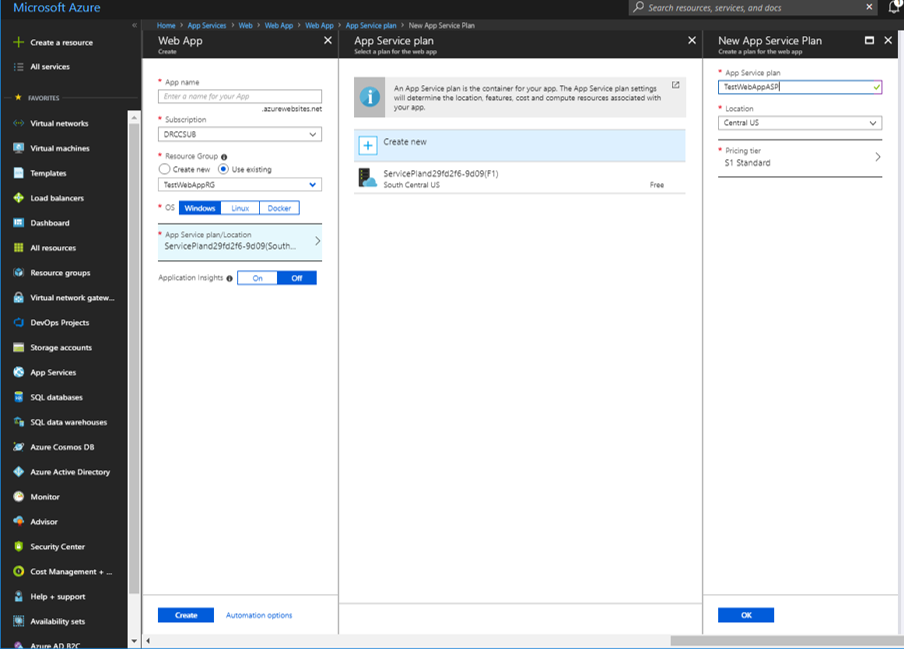 Microsoft Azure
Search resources, services, and docs
Home > App Services > Web > Web App > Web App > App Service plan > New App Service Plan
Create a resource
All services
FAVORITES
Virtual networks
Virtual machines
Templates
Load balancers
Dashboard
All resources
Resource groups
Virtual network gatew...
DevOps Projects
Storage accounts
App Services
SQL databases
SQL data warehouses
Azure Cosmos DB
Azure Active Directory
Monitor
Advisor
Security Center
Cost Management + ...
Help + support
Availability sets
Azure AD B2C
Web App
Create
* App name
Enter a name for your App
.azurewebsites.net
* Subscription
DRCCSUB
* Resource Group
Create new Use existing
TestWebAppRG
* OS Windows Linux Docker
* App Service plan/Location
ServicePland29fd2f6-9d09(South...
Application Insights On Off
Create Automation options
App Service plan
Select a plan for the web app
An App Service plan is the container for your app. The App Service plan settings
will determine the location, features, cost and compute resources associated with
your app.
Create new
ServicePland29fd2f6-9d09(F1)
South Central US Free
New App Service Plan
Create a plan for the web app
* App Service plan
TestWebAppASP
* Location
Central US
* Pricing tier
S1 Standard
OK